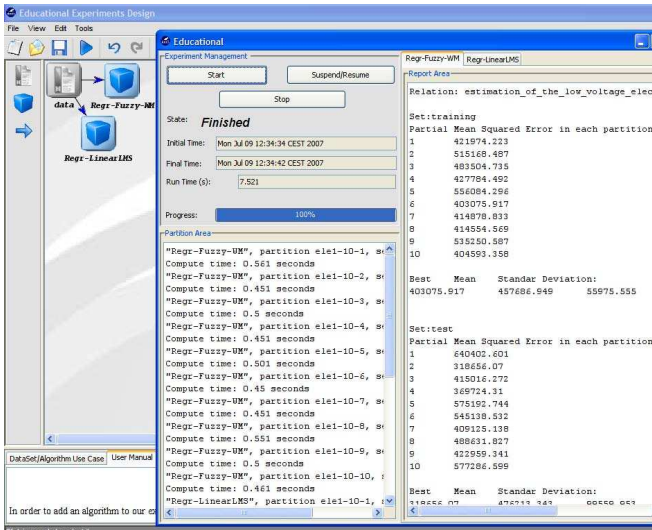 Educational Experiments Design
File View Edit Tools
data
Regr-Fuzzy-WM
Regr-LinearLMS
DataSet/Algorithm Use Case
User Manual
In order to add an algorithm to our ex
Educational
Experiment Management
Start
Suspend/Resume
Stop
State: Finished
Initial Time: Mon Jul 09 12:34:34 CEST 2007
Final Time: Mon Jul 09 12:34:42 CEST 2007
Run Time (s): 7.521
Progress: 100%
Partition Area
"Regr-Fuzzy-WM", partition ele1-10-1, s
Compute time: 0.561 seconds
"Regr-Fuzzy-WM", partition ele1-10-2, s
Compute time: 0.451 seconds
"Regr-Fuzzy-WM", partition ele1-10-3, s
Compute time: 0.5 seconds
"Regr-Fuzzy-WM", partition ele1-10-4, s
Compute time: 0.451 seconds
"Regr-Fuzzy-WM", partition ele1-10-5, s
Compute time: 0.501 seconds
"Regr-Fuzzy-WM", partition ele1-10-6, s
Compute time: 0.45 seconds
"Regr-Fuzzy-WM", partition ele1-10-7, s
Compute time: 0.451 seconds
"Regr-Fuzzy-WM", partition ele1-10-8, s
Compute time: 0.551 seconds
"Regr-Fuzzy-WM", partition ele1-10-9, s
Compute time: 0.5 seconds
"Regr-Fuzzy-WM", partition ele1-10-10,
Compute time: 0.461 seconds
"Regr-LinearLMS", partition ele1-10-1,
Regr-Fuzzy-WM
Regr-LinearLMS
Report Area
Relation: estimation_of_the_low_voltage_elec
Set:training
Partial Mean Squared Error in each partition
1 421974.223
2 515168.487
3 483504.735
4 427784.492
5 556084.296
6 403075.917
7 414878.833
8 414554.569
9 535250.587
10 404593.358
Best Mean Standar Deviation:
403075.917 457686.949 55975.555
Set:test
Partial Mean Squared Error in each partition
1 640402.601
2 318656.07
3 415016.272
4 369724.31
5 575192.744
6 545138.532
7 409125.138
8 488631.827
9 422959.341
10 577286.599
Best Mean Standar Deviation:
318656.07 476213.343 99559.953